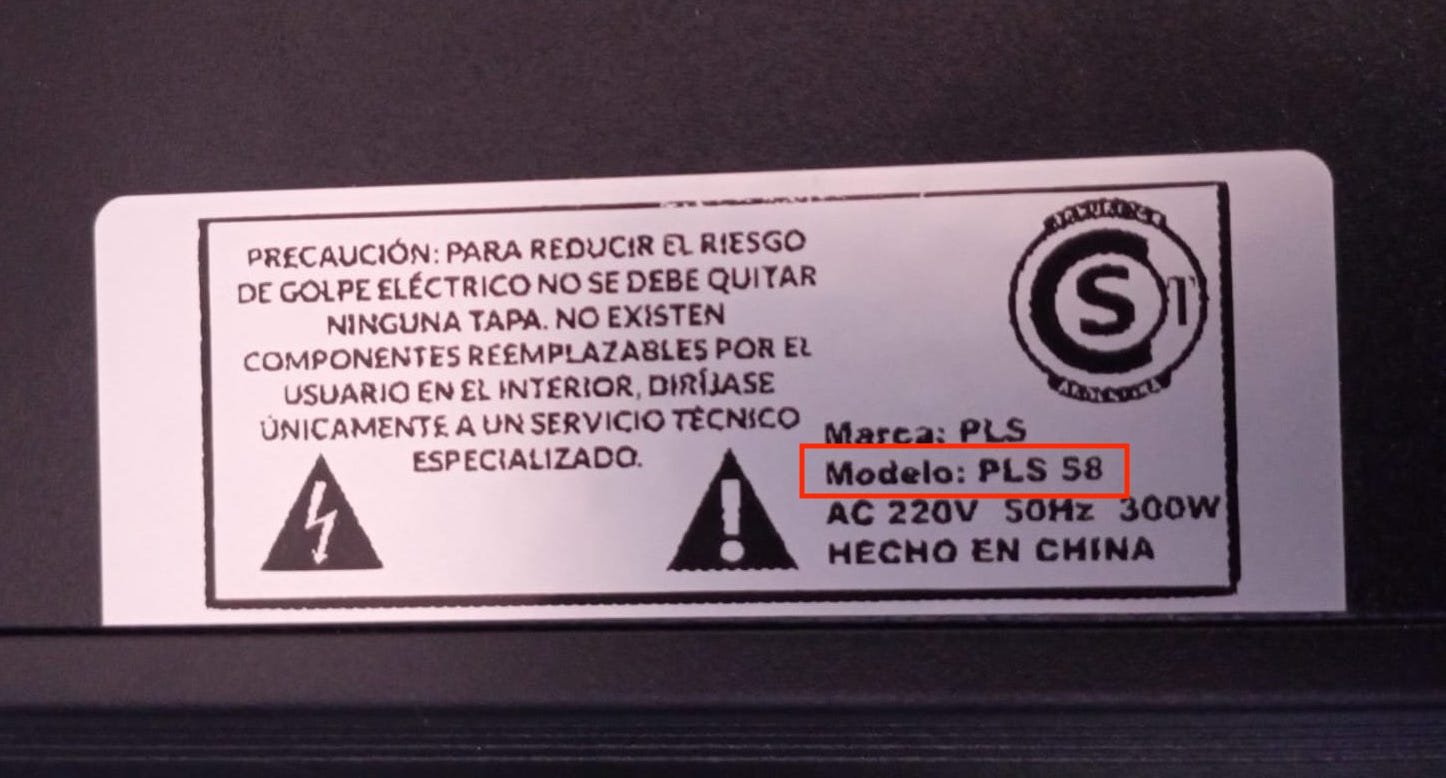 PRECAUCIÓN: PARA REDUCIR EL RIESGO
DE GOLPE ELÉCTRICO NO SE DEBE QUITAR
NINGUNA TAPA. NO EXISTEN
COMPONENTES REEMPLAZABLES POR EL
USUARIO EN EL INTERIOR, DIRÍJASE
ÚNICAMENTE A UN SERVICIO TÉCNICO
ESPECIALIZADO.
S
T
Marca: PLS
Modelo: PLS 58
AC 220V 50Hz 300W
HECHO EN CHINA